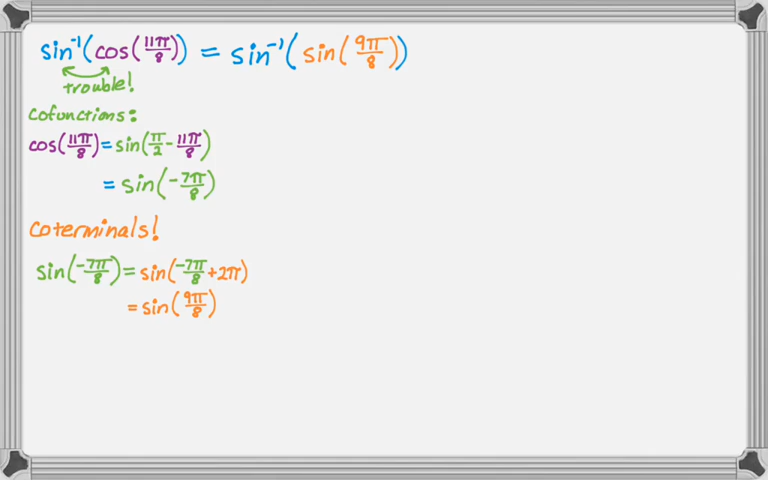 sin⁻¹(cos(11π/8)) = sin⁻¹(sin(9π/8))
trouble!
Cofunctions:
cos(11π/8)=sin(π/2-11π/8)
=sin(-7π/8)
Coterminals!
sin(-7π/8)=sin(-7π/8+2π)
=sin(9π/8)